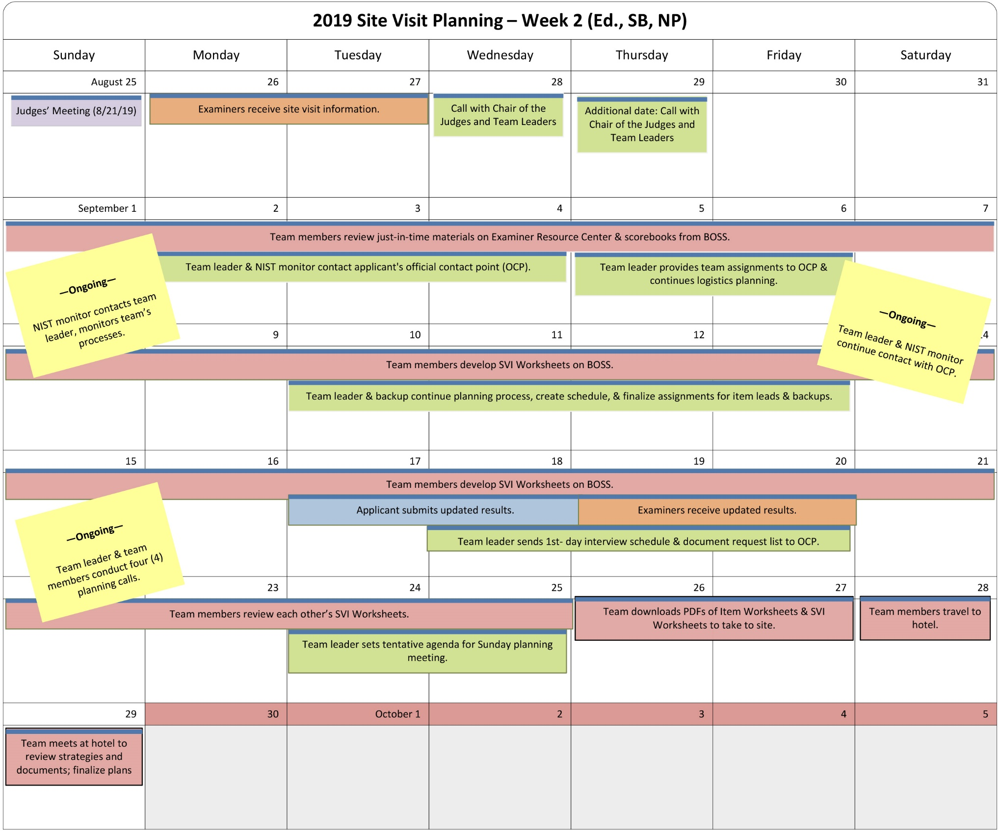 2019 Site Visit Planning – Week 2 (Ed., SB, NP)
Sunday Monday Tuesday Wednesday Thursday Friday Saturday
August 25 26 27 28 29 30 31
Judges’ Meeting (8/21/19)
Examiners receive site visit information.
Call with Chair of the
Judges and Team Leaders
Additional date: Call with
Chair of the Judges and
Team Leaders
September 1 2 3 4 5 6 7
Team members review just-in-time materials on Examiner Resource Center & scorebooks from BOSS.
Team leader & NIST monitor contact applicant's official contact point (OCP).
Team leader provides team assignments to OCP &
continues logistics planning.
—Ongoing—
NIST monitor contacts team
leader, monitors team’s
processes.
—Ongoing—
Team leader & NIST monitor
continue contact with OCP.
9 10 11 12
Team members develop SVI Worksheets on BOSS.
Team leader & backup continue planning process, create schedule, & finalize assignments for item leads & backups.
15 16 17 18 19 20 21
Team members develop SVI Worksheets on BOSS.
Applicant submits updated results.
Examiners receive updated results.
Team leader sends 1st- day interview schedule & document request list to OCP.
—Ongoing—
Team leader & team
members conduct four (4)
planning calls.
23 24 25 26 27 28
Team members review each other’s SVI Worksheets.
Team downloads PDFs of Item Worksheets & SVI
Worksheets to take to site.
Team members travel to
hotel.
Team leader sets tentative agenda for Sunday planning
meeting.
29 30 October 1 2 3 4 5
Team meets at hotel to
review strategies and
documents; finalize plans